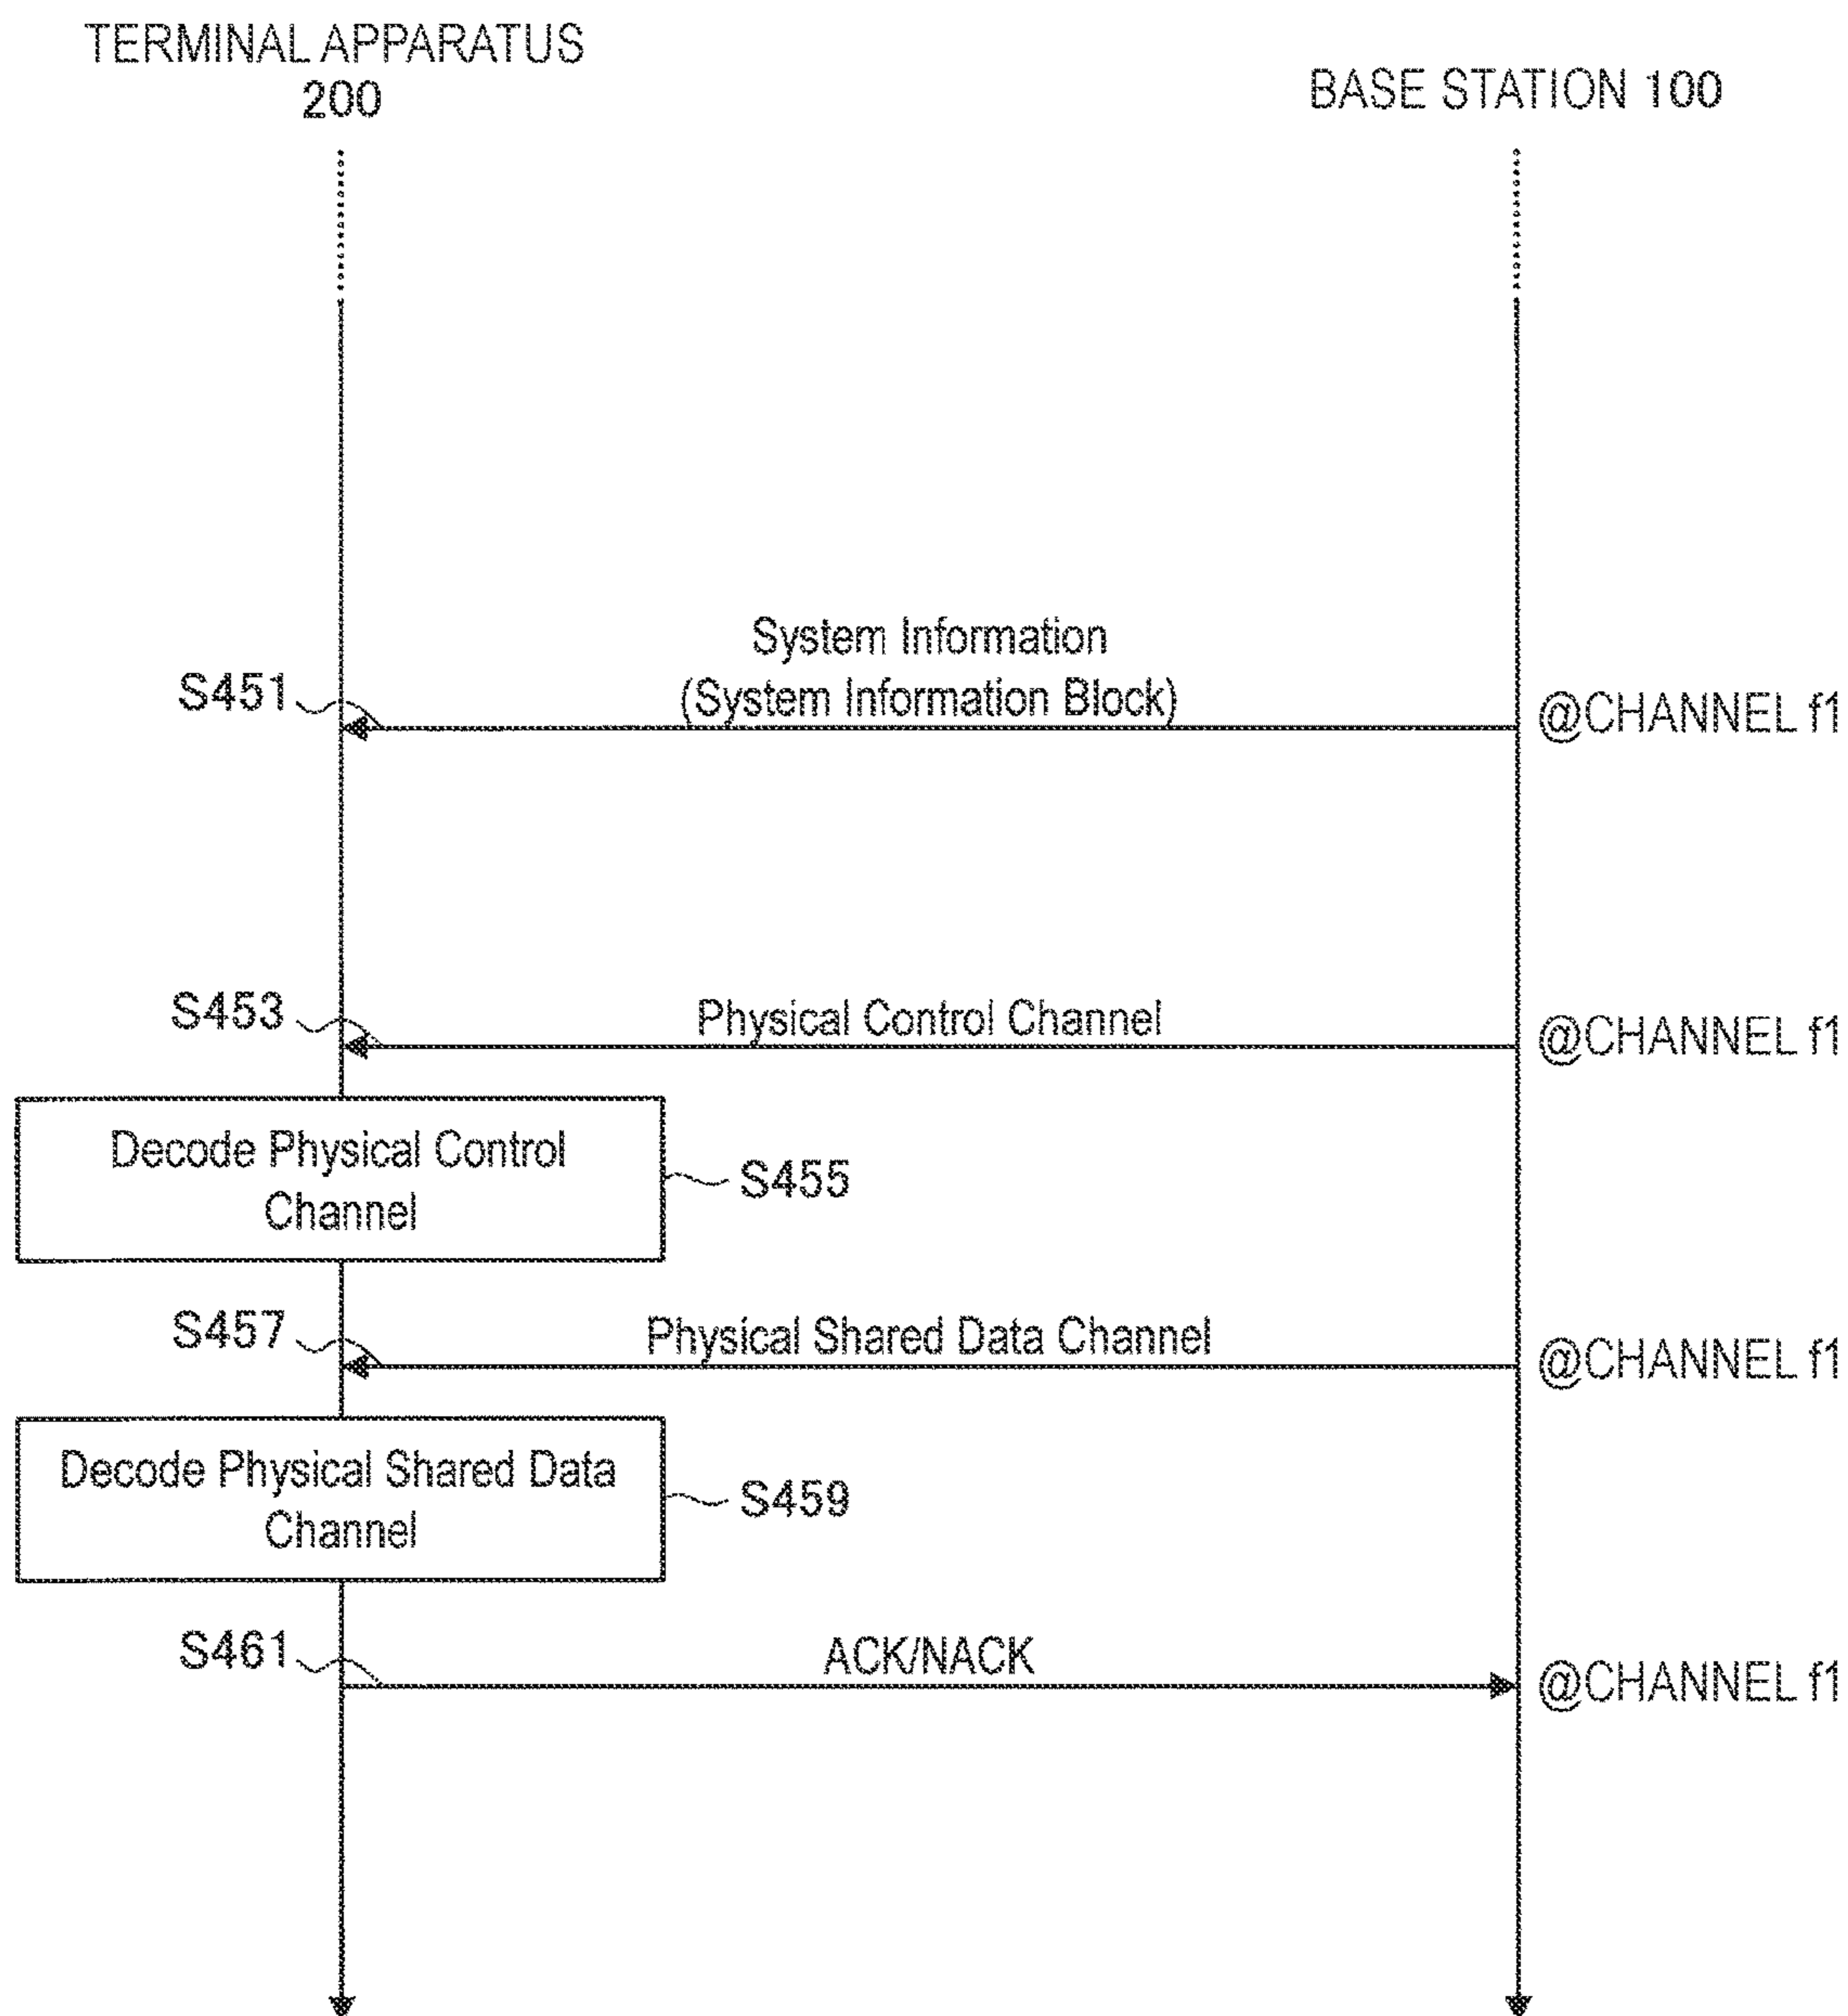 TERMINAL APPARATUS
200
BASE STATION 100
System Information
(System Information Block)
S451
@CHANNEL f1
S453
Physical Control Channel
@CHANNEL f1
Decode Physical Control
Channel
S455
S457
Physical Shared Data Channel
@CHANNEL f1
Decode Physical Shared Data
Channel
S459
S461
ACK/NACK
@CHANNEL f1